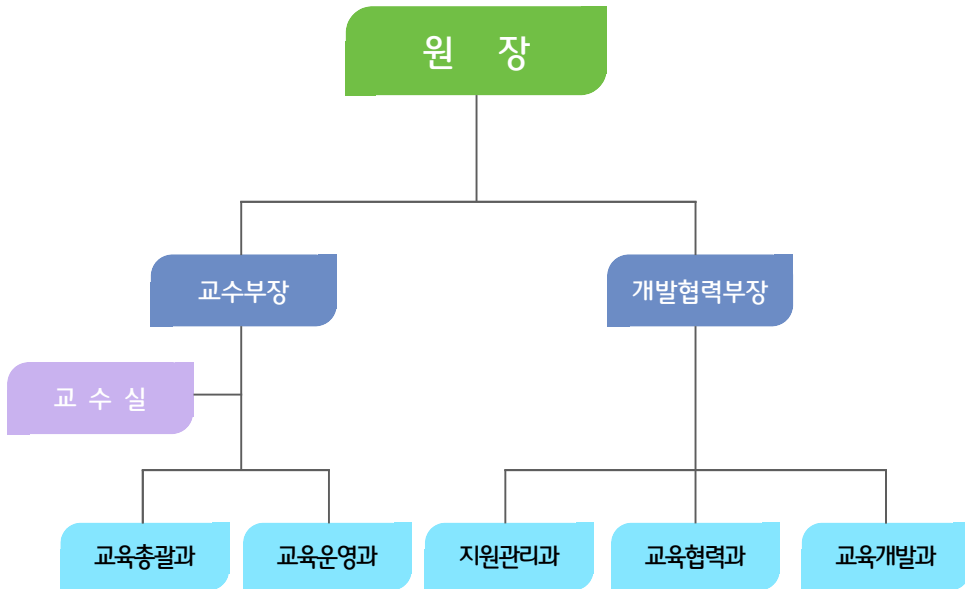 원 장
교수부장
개발협력부장
교 수 실
교육총괄과
교육운영과
지원관리과
교육협력과
교육개발과